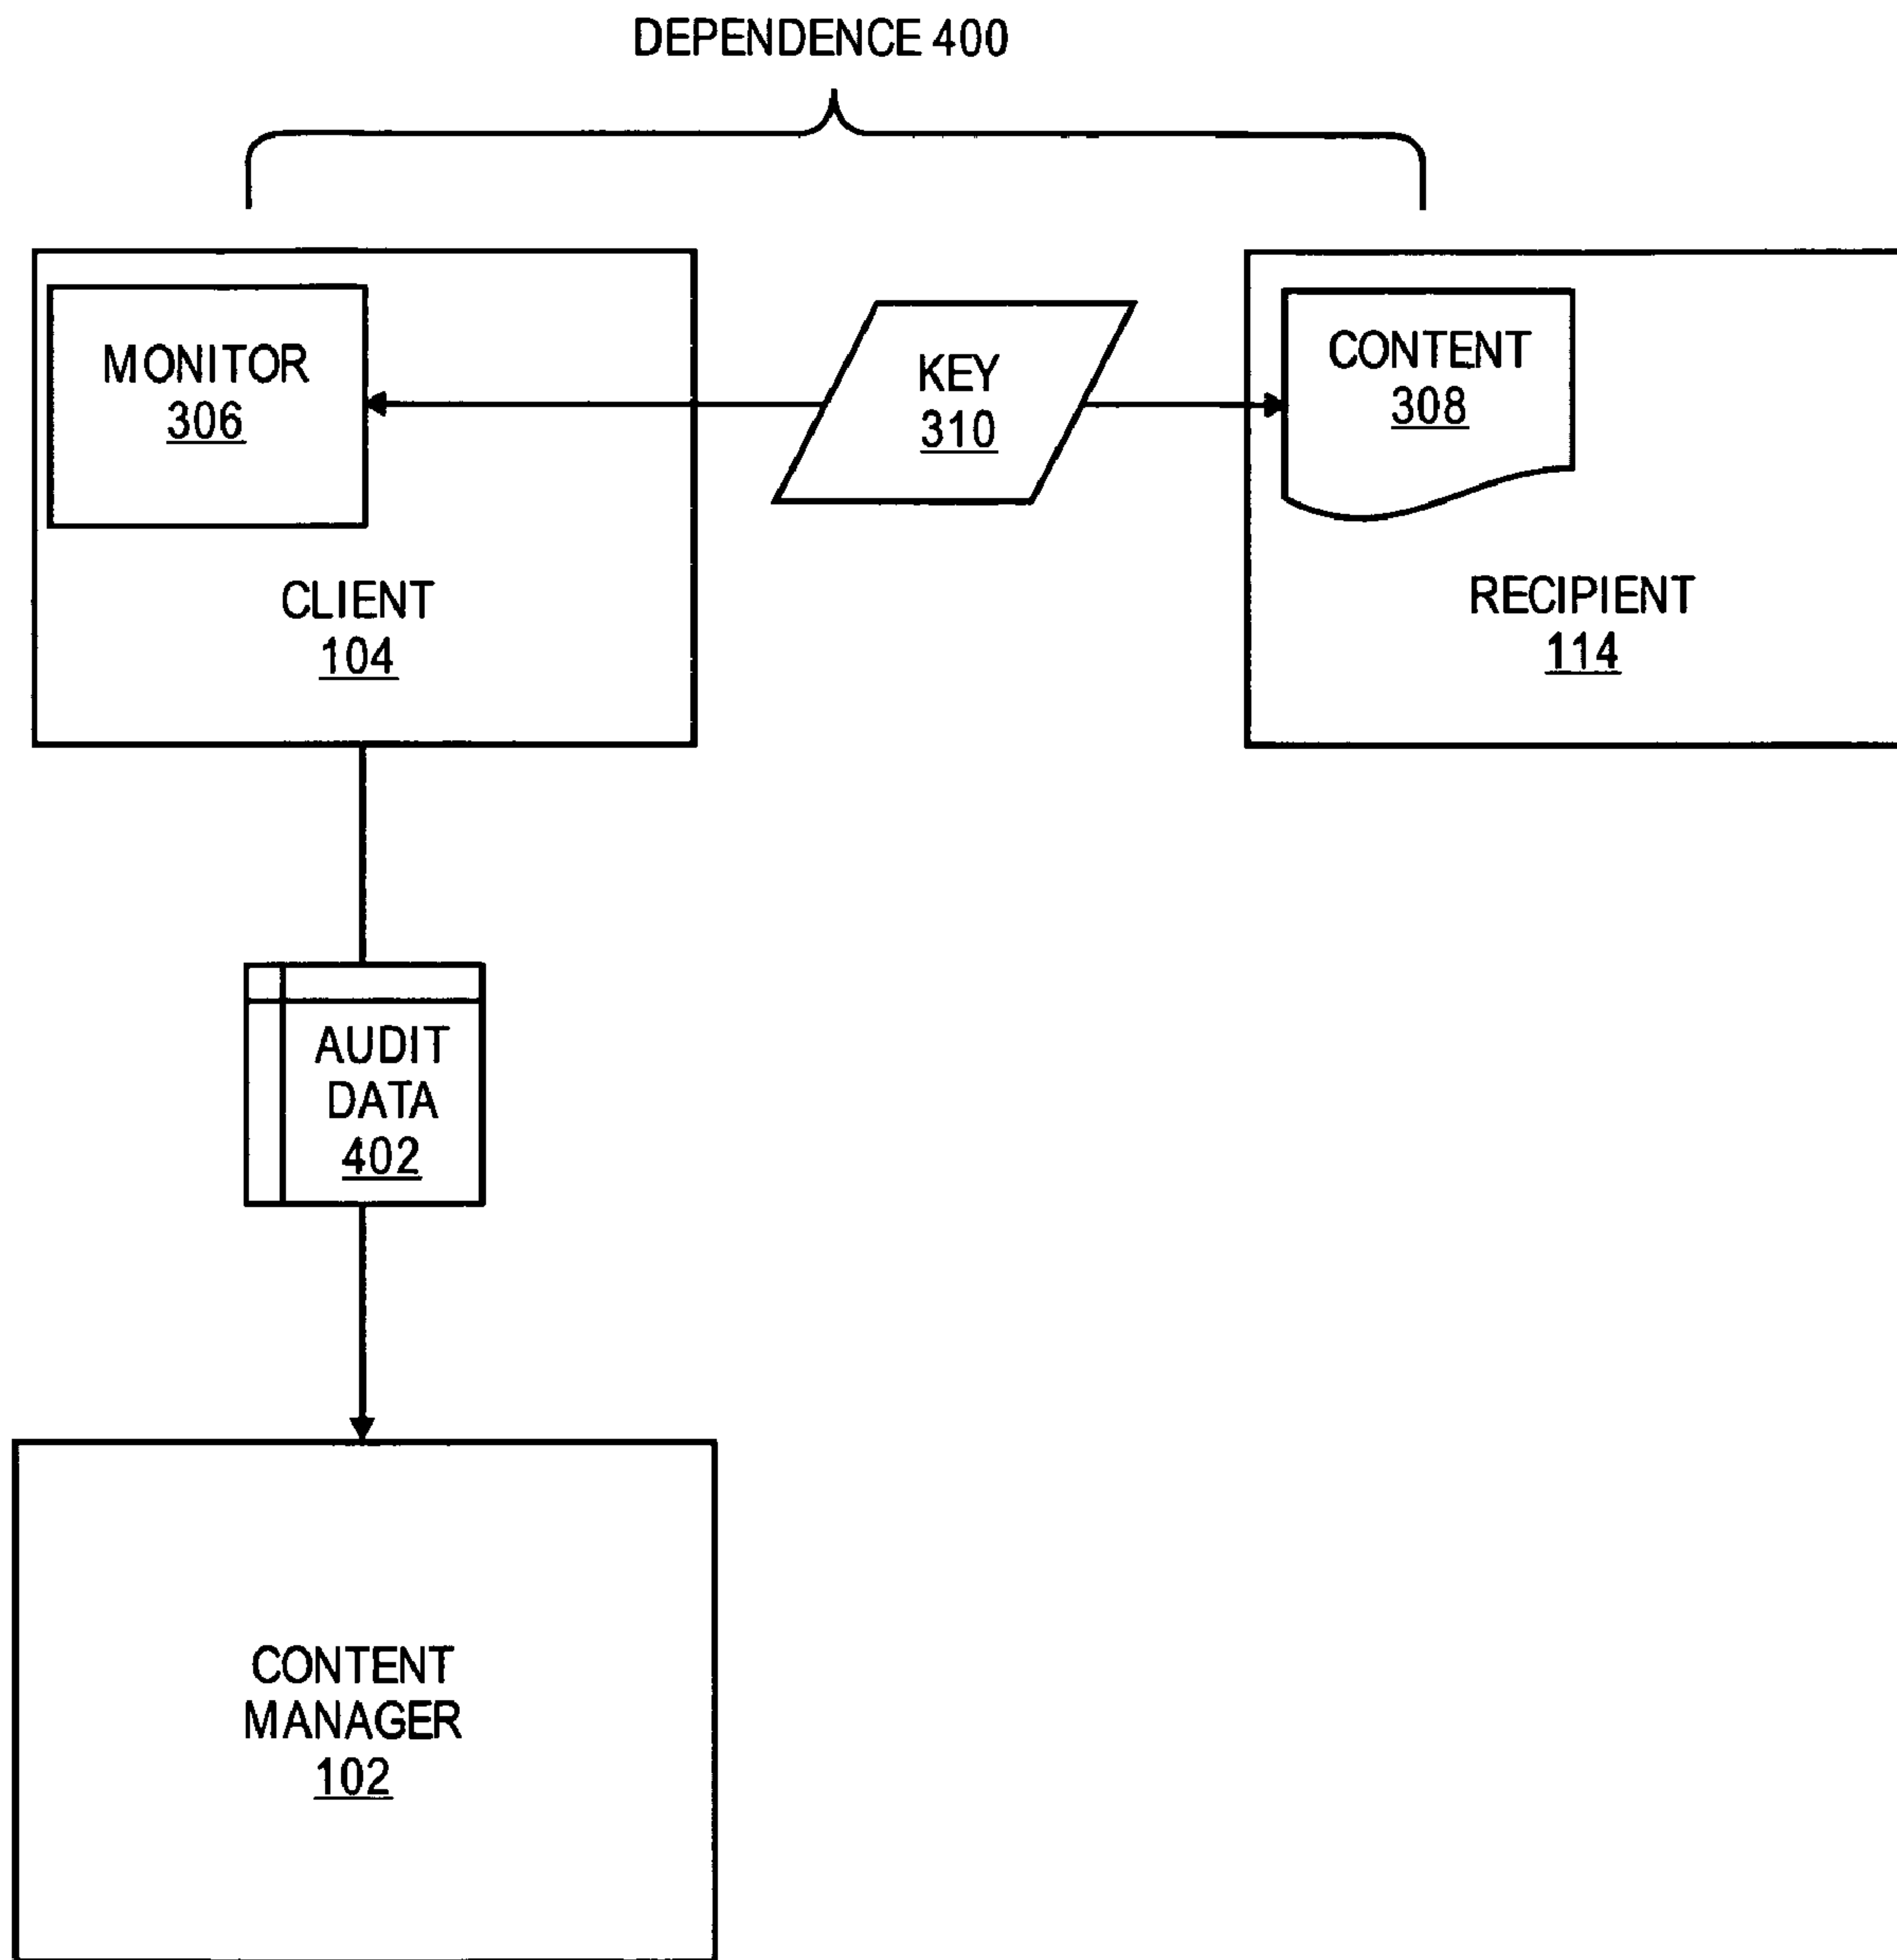 DEPENDENCE 400
MONITOR
306
KEY
310
CONTENT
308
CLIENT
104
RECIPIENT
114
AUDIT
DATA
402
CONTENT
MANAGER
102